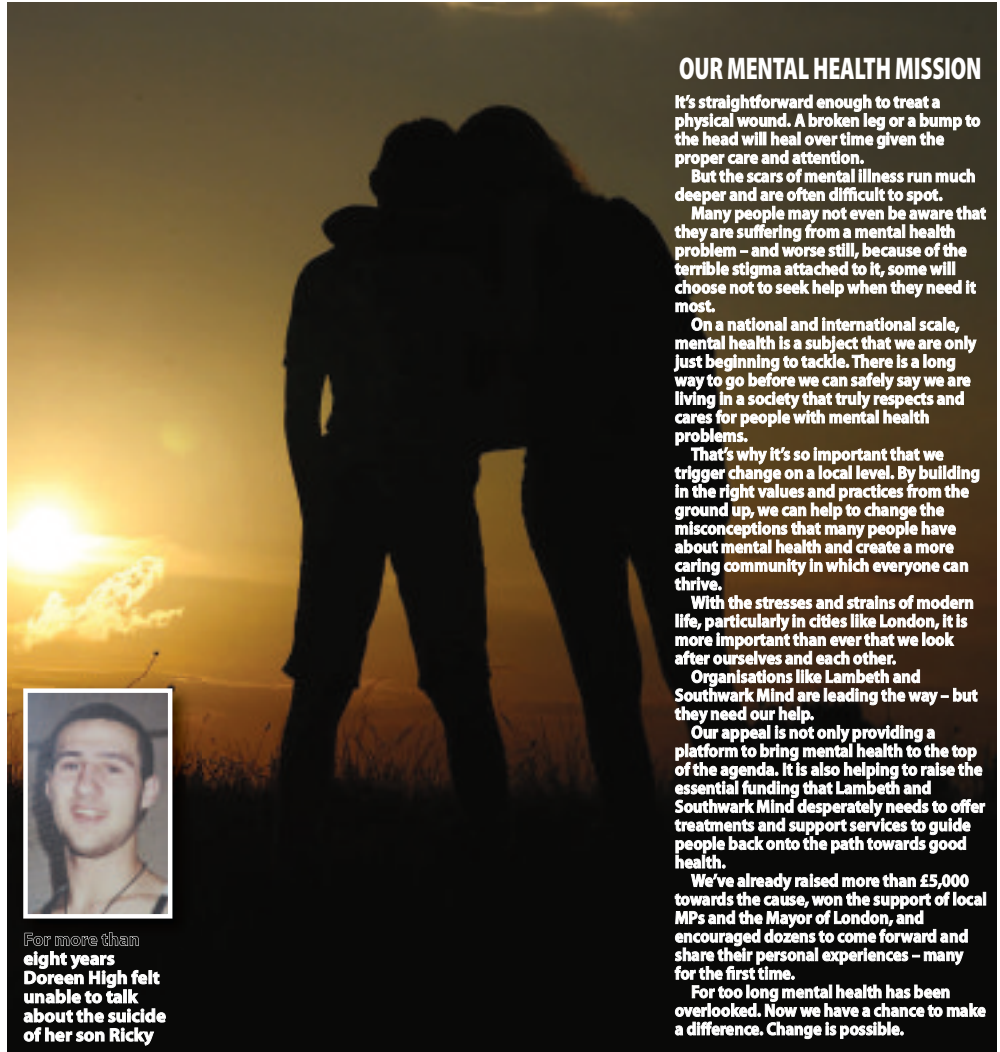 OUR MENTAL HEALTH MISSION
It's straightforward enough to treat a
physical wound. A broken leg or a bump to
the head will heal over time given the
proper care and attention.
But the scars of mental illness run much
deeper and are often difficult to spot.
Many people may not even be aware that
they are suffering from a mental health
problem – and worse still, because of the
terrible stigma attached to it, some will
choose not to seek help when they need it
most.
On a national and international scale,
mental health is a subject that we are only
just beginning to tackle. There is a long
way to go before we can safely say we are
living in a society that truly respects and
cares for people with mental health
problems.
That's why it's so important that we
trigger change on a local level. By building
in the right values and practices from the
ground up, we can help to change the
misconceptions that many people have
about mental health and create a more
caring community in which everyone can
thrive.
With the stresses and strains of modern
life, particularly in cities like London, it is
more important than ever that we look
after ourselves and each other.
Organisations like Lambeth and
Southwark Mind are leading the way – but
they need our help.
Our appeal is not only providing a
platform to bring mental health to the top
of the agenda. It is also helping to raise the
essential funding that Lambeth and
Southwark Mind desperately needs to offer
treatments and support services to guide
people back onto the path towards good
health.
We've already raised more than £5,000
towards the cause, won the support of local
MPs and the Mayor of London, and
encouraged dozens to come forward and
share their personal experiences – many
for the first time.
For too long mental health has been
overlooked. Now we have a chance to make
a difference. Change is possible.
For more than
eight years
Doreen High felt
unable to talk
about the suicide
of her son Ricky